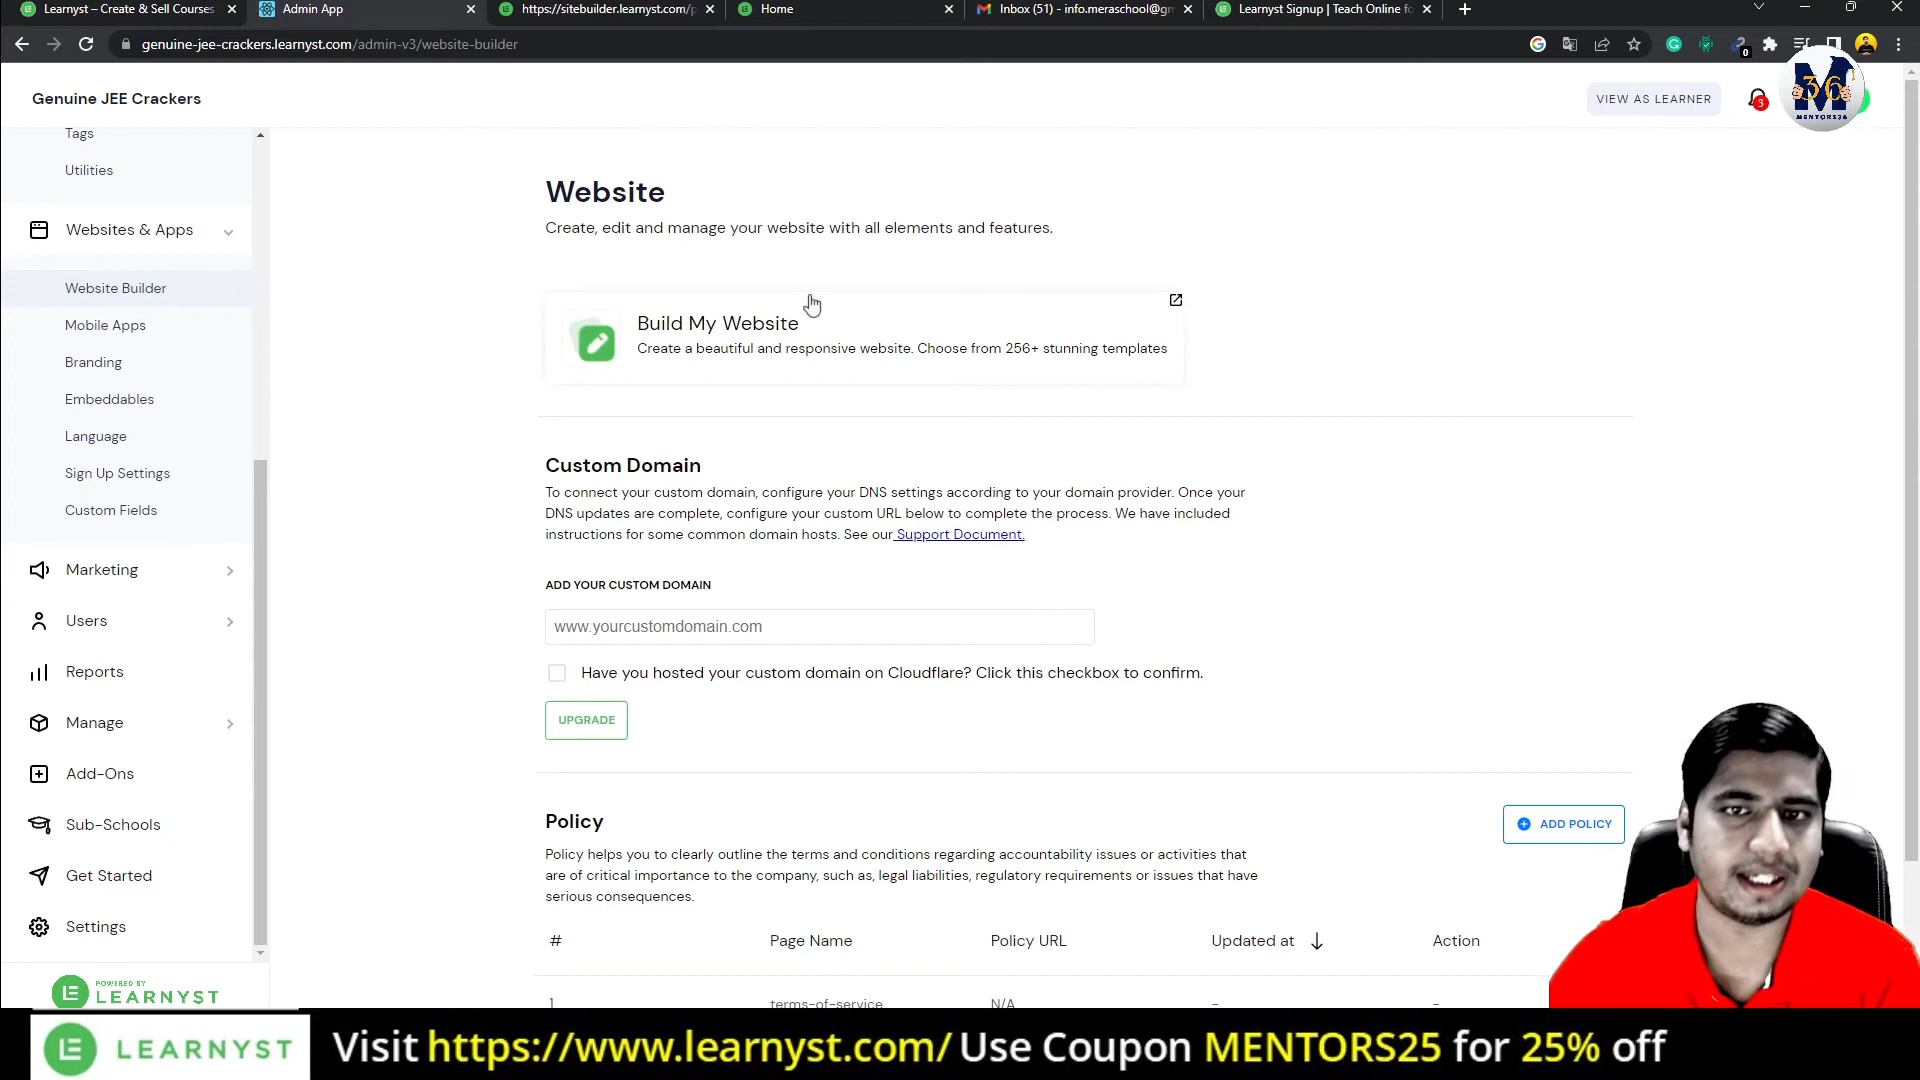 Learnyst – Create & Sell Courses
Admin App
https://sitebuilder.learnyst.com/p
Home
Inbox (51) - info.meraschool@gm
Learnyst Signup | Teach Online fo
genuine-jee-crackers.learnyst.com/admin-v3/website-builder
0
Genuine JEE Crackers
VIEW AS LEARNER
3
M
36
MENTORS36
Tags
Utilities
Websites & Apps
Website Builder
Mobile Apps
Branding
Embeddables
Language
Sign Up Settings
Custom Fields
Marketing
Users
Reports
Manage
Add-Ons
Sub-Schools
Get Started
Settings
POWERED BY
LEARNYST
Website
Create, edit and manage your website with all elements and features.
Build My Website
Create a beautiful and responsive website. Choose from 256+ stunning templates
Custom Domain
To connect your custom domain, configure your DNS settings according to your domain provider. Once your
DNS updates are complete, configure your custom URL below to complete the process. We have included
instructions for some common domain hosts. See our Support Document.
ADD YOUR CUSTOM DOMAIN
www.yourcustomdomain.com
Have you hosted your custom domain on Cloudflare? Click this checkbox to confirm.
UPGRADE
Policy
ADD POLICY
Policy helps you to clearly outline the terms and conditions regarding accountability issues or activities that
are of critical importance to the company, such as, legal liabilities, regulatory requirements or issues that have
serious consequences.
# Page Name Policy URL Updated at Action
1 terms-of-service N/A - -
LEARNYST
Visit https://www.learnyst.com/ Use Coupon MENTORS25 for 25% off